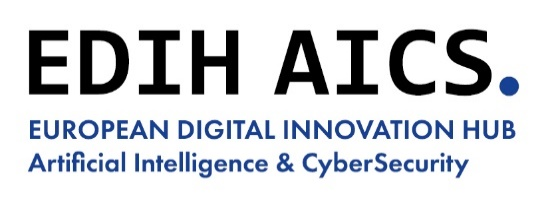 EDIH AICS.
EUROPEAN DIGITAL INNOVATION HUB
Artificial Intelligence & CyberSecurity